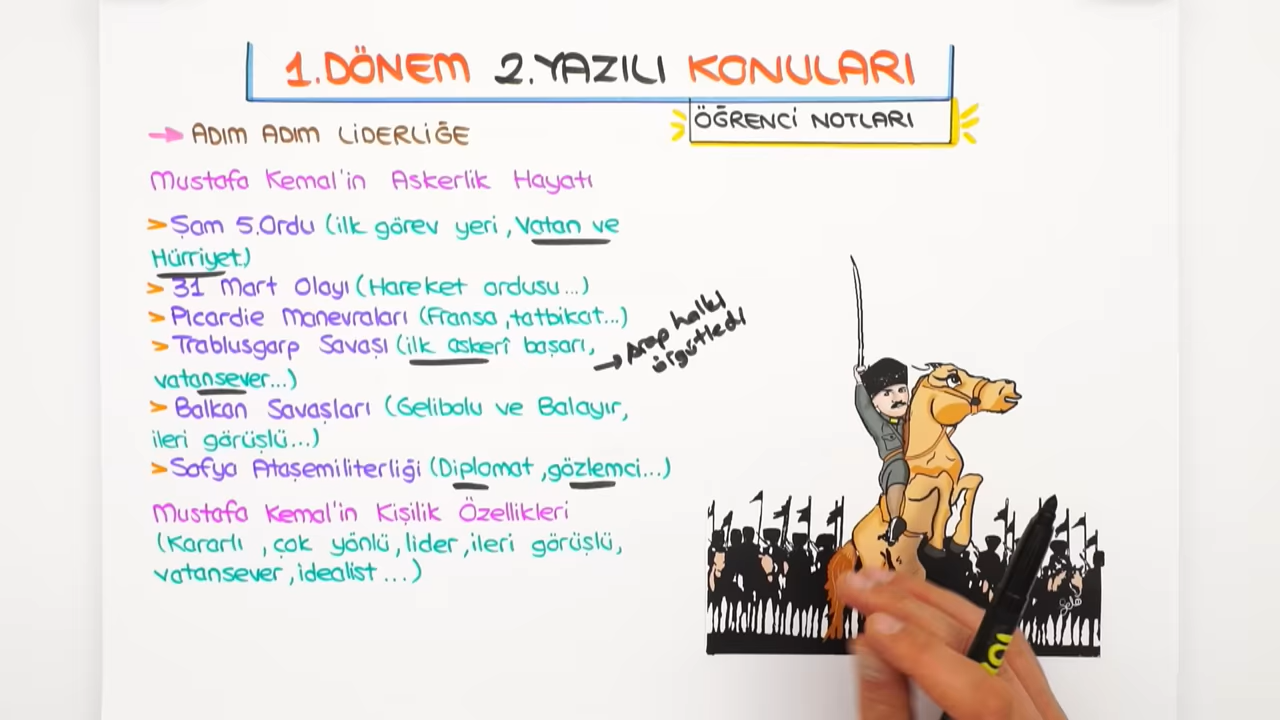 1.DÖNEM 2.YAZILI KONULARI
ÖĞRENCİ NOTLARI
→ ADIM ADIM LİDERLİĞE
Mustafa Kemal'in Askerlik Hayatı
> Şam 5.Ordu (ilk görev yeri, Vatan ve
Hürriyet)
> 31 Mart Olayı (Hareket ordusu...)
> Picardie Manevraları (Fransa, tatbikat...)
> Trablusgarp Savaşı (ilk askerî başarı,
vatansever...)
→ Arap halkı
örgütledi
> Balkan Savaşları (Gelibolu ve Balayır,
ileri görüşlü...)
> Sofya Ataşemiliterliği (Diplomat, gözlemci...)
Mustafa Kemal'in Kişilik Özellikleri
(Kararlı, çok yönlü, lider, ileri görüşlü,
vatansever, idealist...)